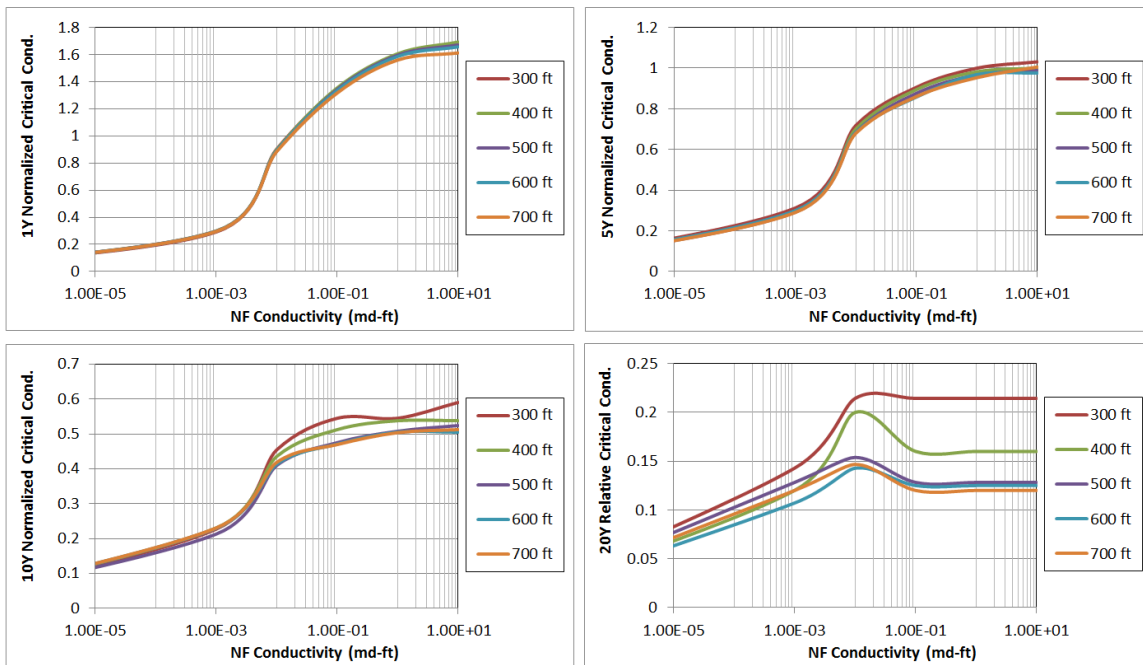 1Y Normalized Critical Cond.
1.8
1.6
1.4
1.2
1
0.8
0.6
0.4
0.2
0
1.00E-05
1.00E-03
1.00E-01
1.00E+01
NF Conductivity (md-ft)
300 ft
400 ft
500 ft
600 ft
700 ft
5Y Normalized Critical Cond.
1.2
1
0.8
0.6
0.4
0.2
0
1.00E-05
1.00E-03
1.00E-01
1.00E+01
NF Conductivity (md-ft)
300 ft
400 ft
500 ft
600 ft
700 ft
10Y Normalized Critical Cond.
0.7
0.6
0.5
0.4
0.3
0.2
0.1
0
1.00E-05
1.00E-03
1.00E-01
1.00E+01
NF Conductivity (md-ft)
300 ft
400 ft
500 ft
600 ft
700 ft
20Y Relative Critical Cond.
0.25
0.2
0.15
0.1
0.05
0
1.00E-05
1.00E-03
1.00E-01
1.00E+01
NF Conductivity (md-ft)
300 ft
400 ft
500 ft
600 ft
700 ft